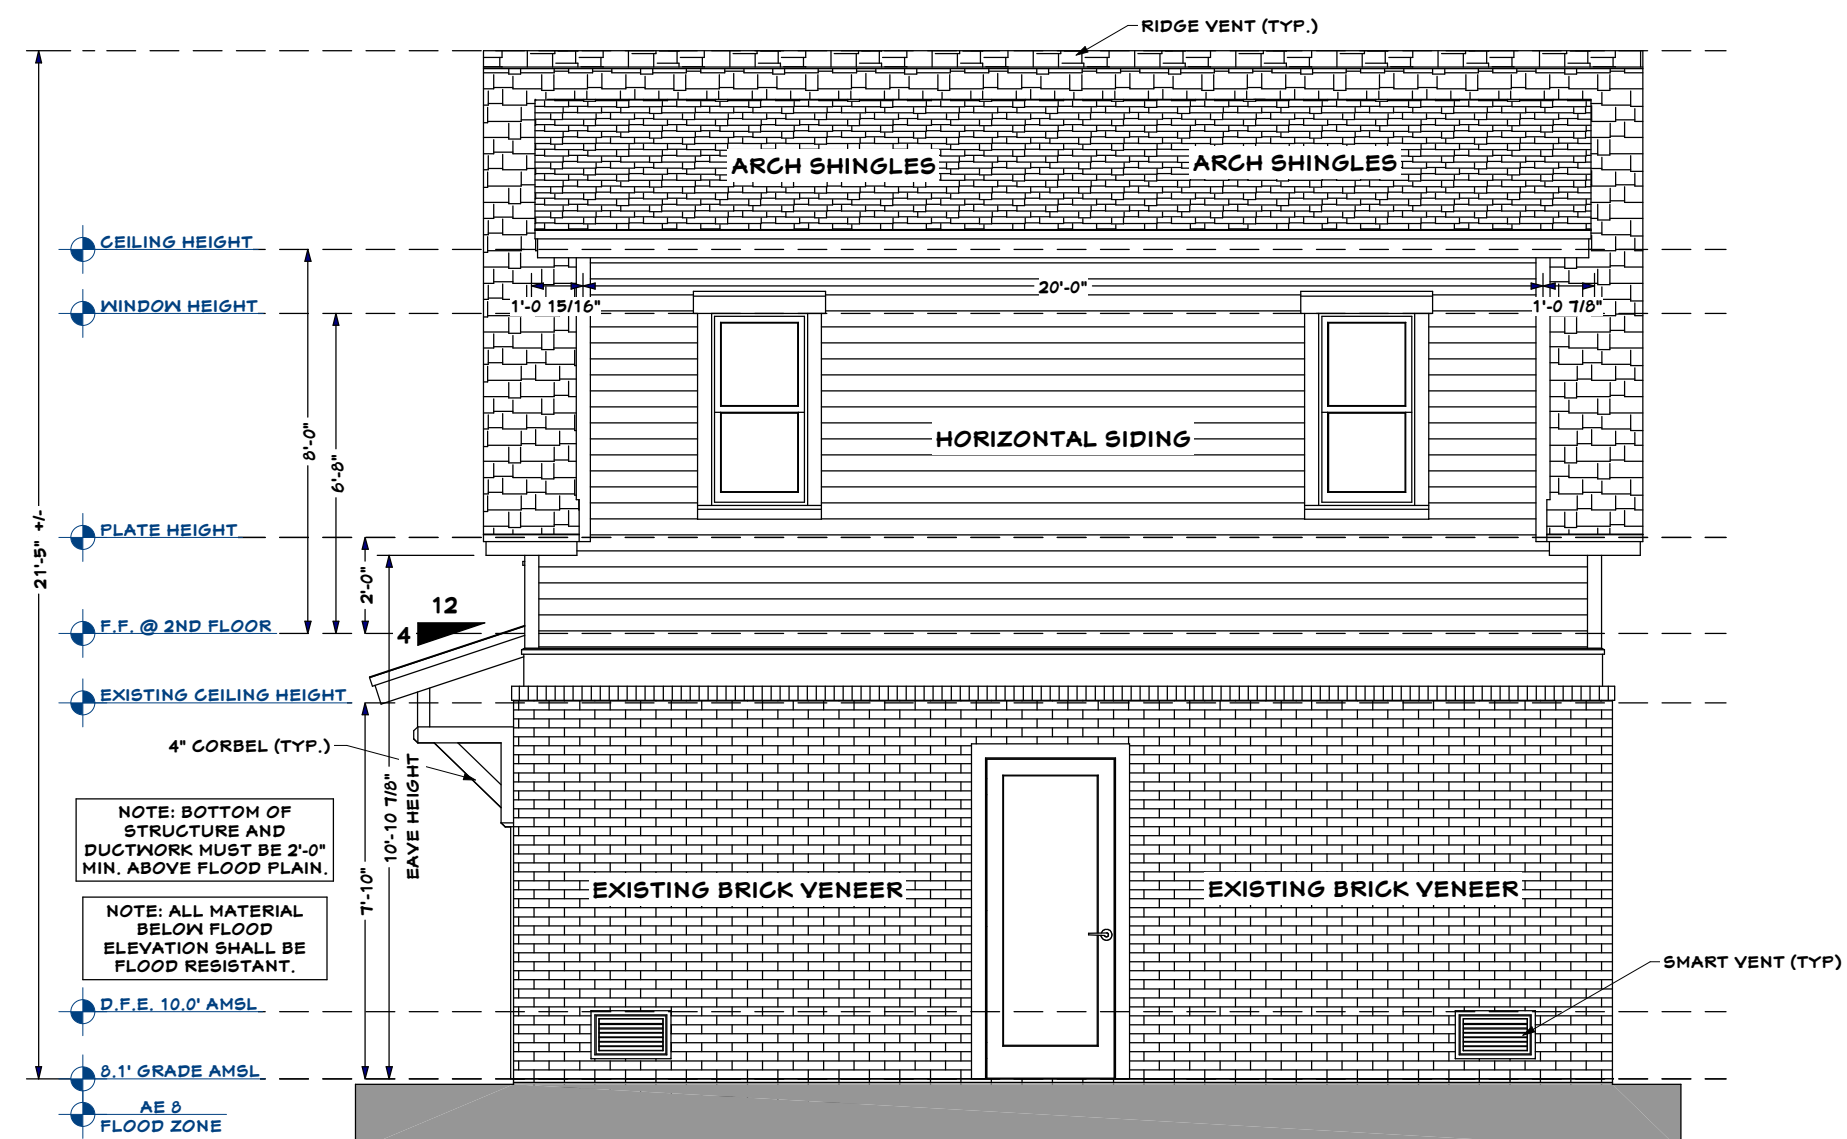 RIDGE VENT (TYP.)
ARCH SHINGLES
ARCH SHINGLES
CEILING HEIGHT
WINDOW HEIGHT
1'-0 15/16"
20'-0"
1'-0 7/8"
8'-0"
6'-8"
HORIZONTAL SIDING
PLATE HEIGHT
21'-5" +/-
2'-0"
12
4
F.F. @ 2ND FLOOR
EXISTING CEILING HEIGHT
4" CORBEL (TYP.)
10'-10 7/8"
EAVE HEIGHT
7'-10"
NOTE: BOTTOM OF
STRUCTURE AND
DUCTWORK MUST BE 2'-0"
MIN. ABOVE FLOOD PLAIN.
EXISTING BRICK VENEER
EXISTING BRICK VENEER
NOTE: ALL MATERIAL
BELOW FLOOD
ELEVATION SHALL BE
FLOOD RESISTANT.
SMART VENT (TYP)
D.F.E. 10.0' AMSL
8.1' GRADE AMSL
AE 8
FLOOD ZONE